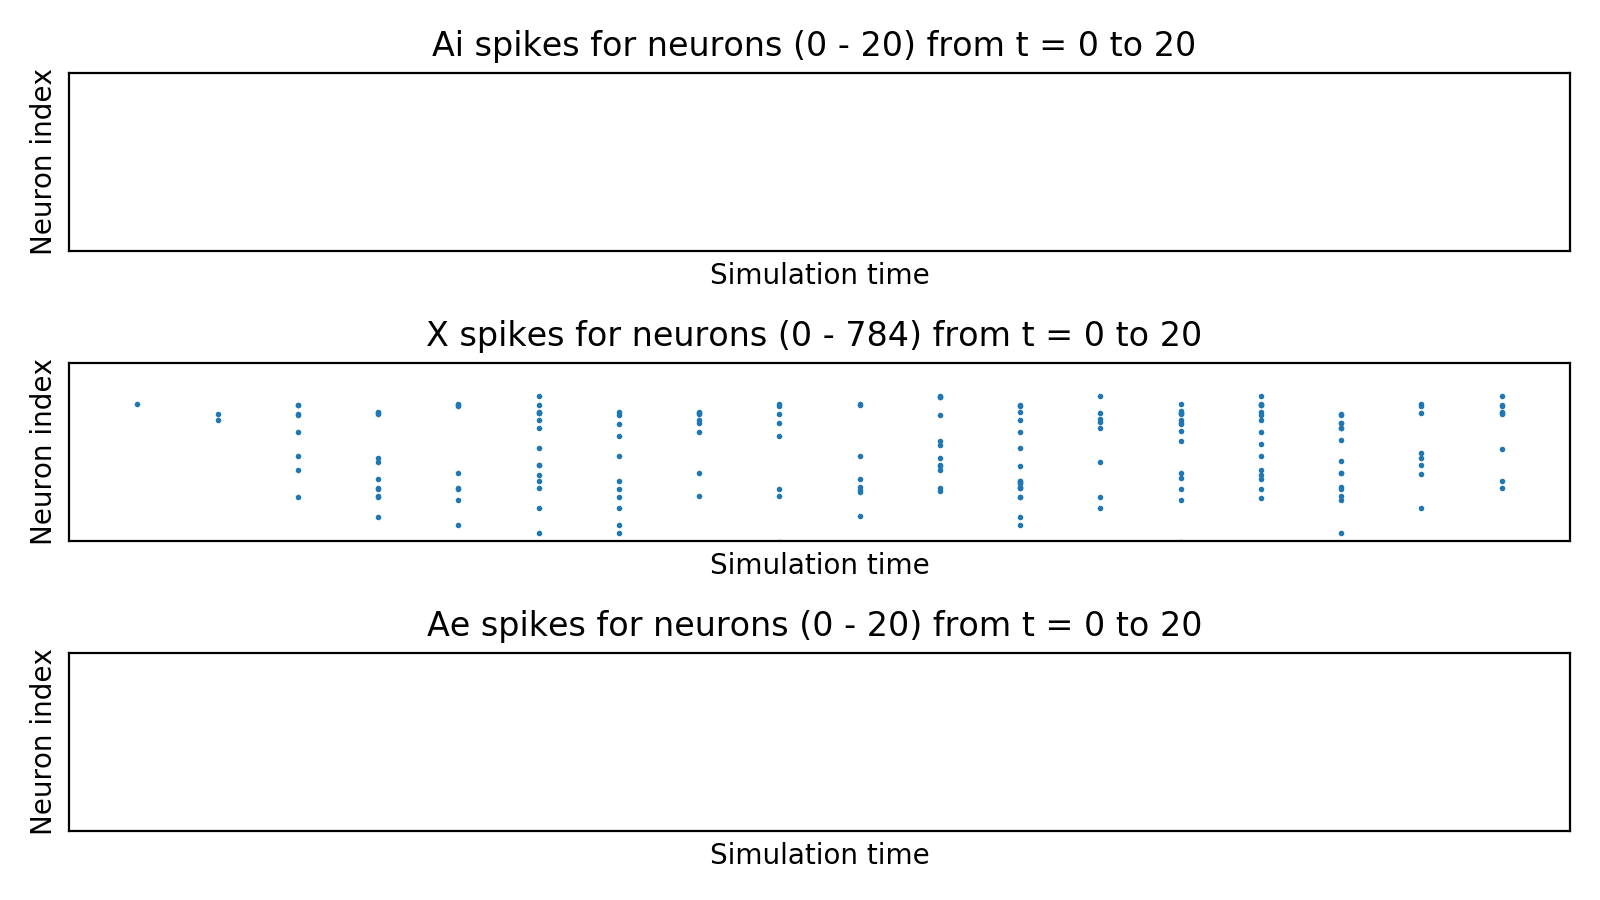 Ai spikes for neurons (0 - 20) from t = 0 to 20
Neuron index
Simulation time
X spikes for neurons (0 - 784) from t = 0 to 20
Neuron index
Simulation time
Ae spikes for neurons (0 - 20) from t = 0 to 20
Neuron index
Simulation time